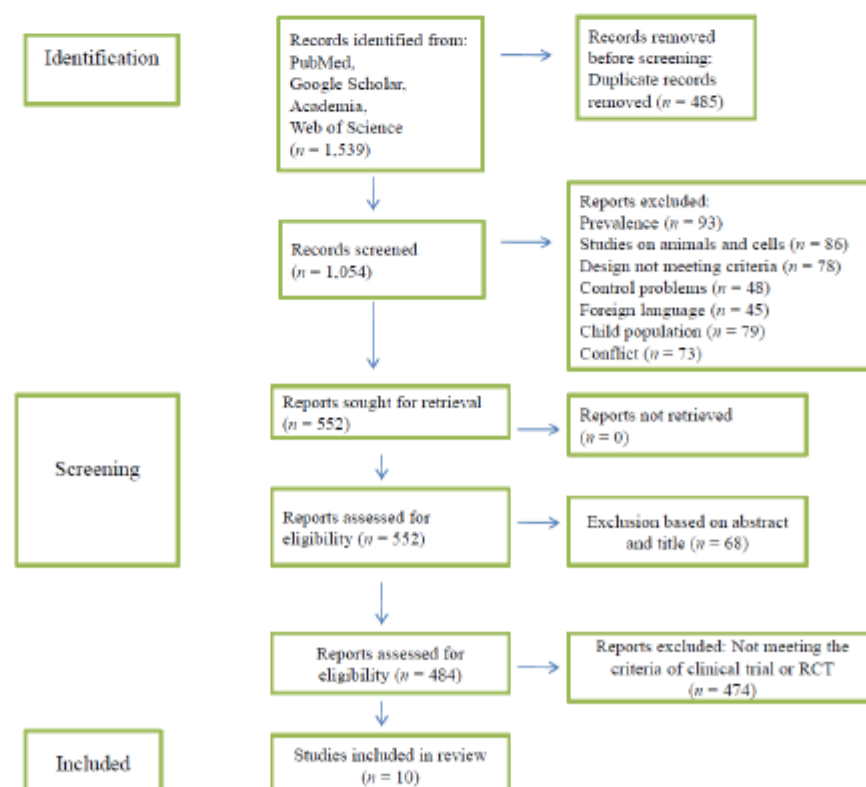 Identification
Records identified from:
PubMed,
Google Scholar,
Academia,
Web of Science
(n = 1,539)
Records removed
before screening:
Duplicate records
removed (n = 485)
Records screened
(n = 1,054)
Reports excluded:
Prevalence (n = 93)
Studies on animals and cells (n = 86)
Design not meeting criteria (n = 78)
Control problems (n = 48)
Foreign language (n = 45)
Child population (n = 79)
Conflict (n = 73)
Screening
Reports sought for retrieval
(n = 552)
Reports not retrieved
(n = 0)
Reports assessed for
eligibility (n = 552)
Exclusion based on abstract
and title (n = 68)
Reports assessed for
eligibility (n = 484)
Reports excluded: Not meeting the
criteria of clinical trial or RCT
(n = 474)
Included
Studies included in review
(n = 10)